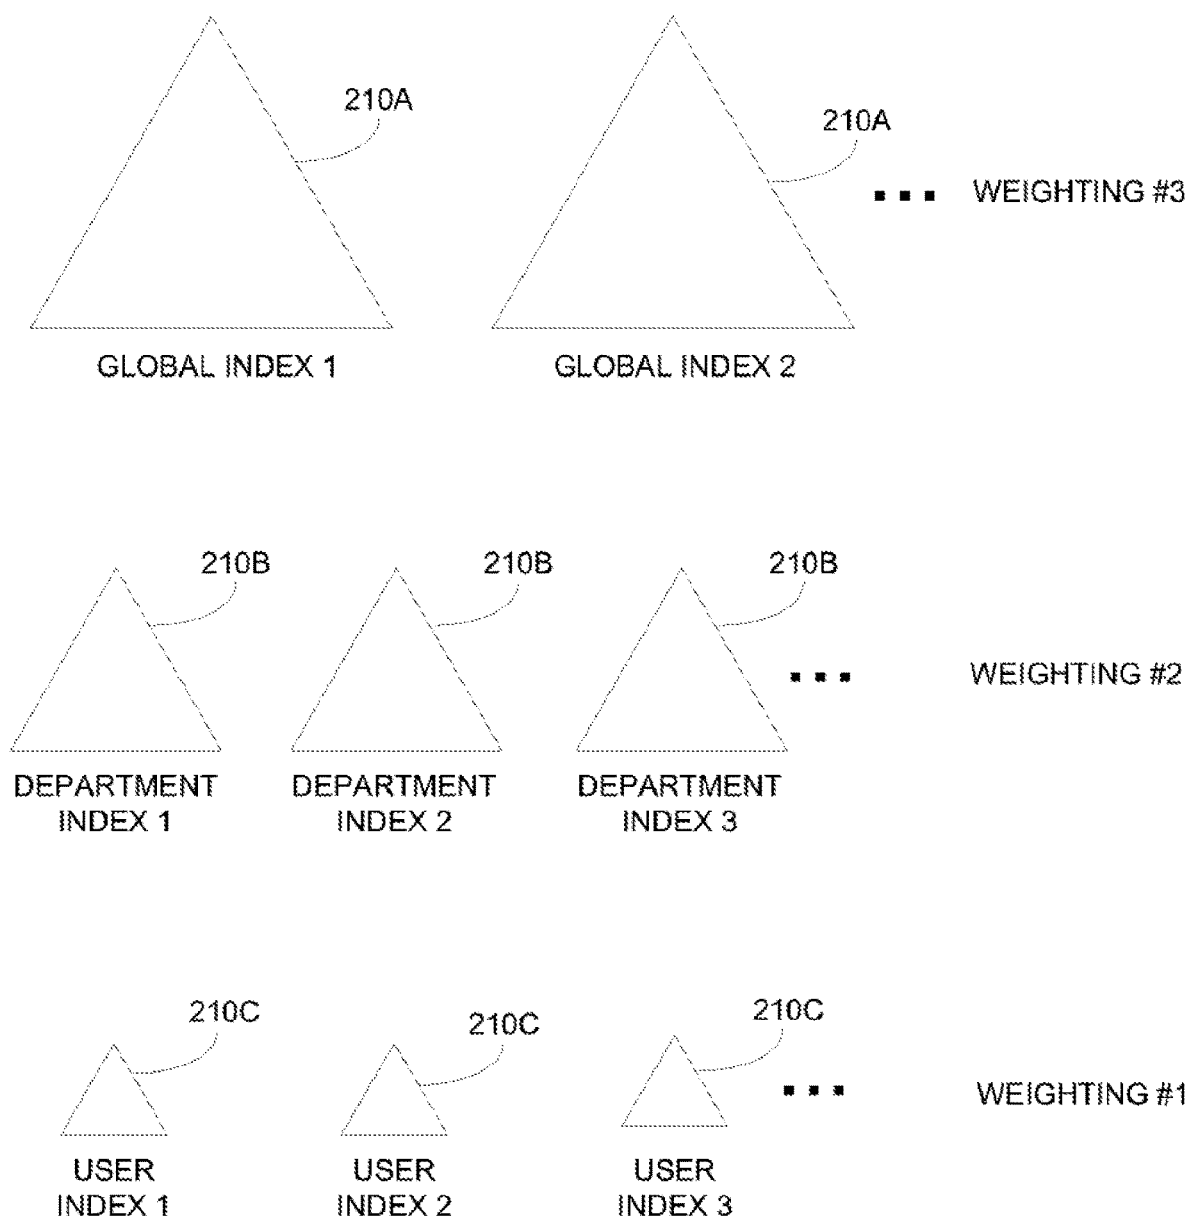 210A
210A
WEIGHTING #3
GLOBAL INDEX 1
GLOBAL INDEX 2
210B
210B
210B
WEIGHTING #2
DEPARTMENT
INDEX 1
DEPARTMENT
INDEX 2
DEPARTMENT
INDEX 3
210C
210C
210C
WEIGHTING #1
USER
INDEX 1
USER
INDEX 2
USER
INDEX 3